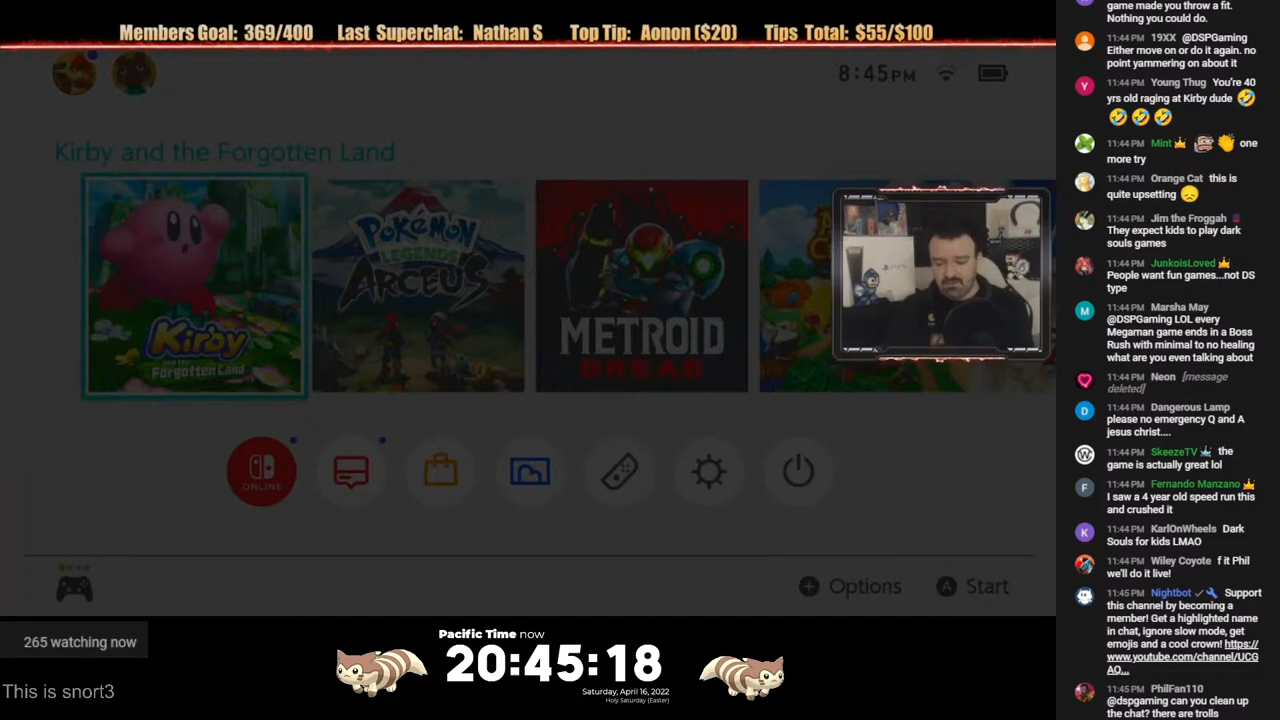 Members Goal: 369/400 Last Superchat: Nathan S Top Tip: Aonon ($20) Tips Total: $55/$100
8:45PM
Kirby and the Forgotten Land
Kirby
and the
Forgotten Land
Pokémon
LEGENDS
ARCEUS
METROID
DREAD
ONLINE
Options
Start
265 watching now
This is snort3
Pacific Time now
20:45:18
Saturday, April 16, 2022
Holy Saturday (Easter)
game made you throw a fit.
Nothing you could do.
11:44 PM 19XX @DSPGaming
Either move on or do it again. no
point yammering on about it
11:44 PM Young Thug You're 40
yrs old raging at Kirby dude 🤣
🤣🤣🤣
11:44 PM Mint one
more try
11:44 PM Orange Cat this is
quite upsetting 😞
11:44 PM Jim the Froggah
They expect kids to play dark
souls games
11:44 PM JunkoisLoved
People want fun games...not DS
type
11:44 PM Marsha May
@DSPGaming LOL every
Megaman game ends in a Boss
Rush with minimal to no healing
what are you even talking about
11:44 PM Neon [message
deleted]
11:44 PM Dangerous Lamp
please no emergency Q and A
jesus christ....
11:44 PM SkeezeTV the
game is actually great lol
11:44 PM Fernando Manzano
I saw a 4 year old speed run this
and crushed it
11:44 PM KarlOnWheels Dark
Souls for kids LMAO
11:44 PM Wiley Coyote f it Phil
we'll do it live!
11:45 PM Nightbot Support
this channel by becoming a
member! Get a highlighted name
in chat, ignore slow mode, get
emojis and a cool crown! https://
www.youtube.com/channel/UCG
AQ...
11:45 PM PhilFan110
@dspgaming can you clean up
the chat? there are trolls